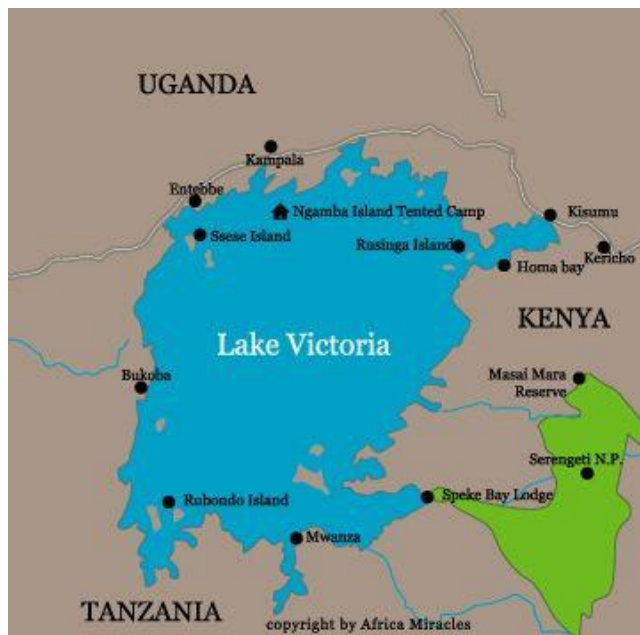 UGANDA
Kampala
Entebbe
Ngamba Island Tented Camp
Kisumu
Ssese Island
Rusinga Island
Kericho
Homa bay
KENYA
Lake Victoria
Bukoba
Masai Mara
Reserve
Serengeti N.P.
Rubondo Island
Speke Bay Lodge
Mwanza
TANZANIA
copyright by Africa Miracles